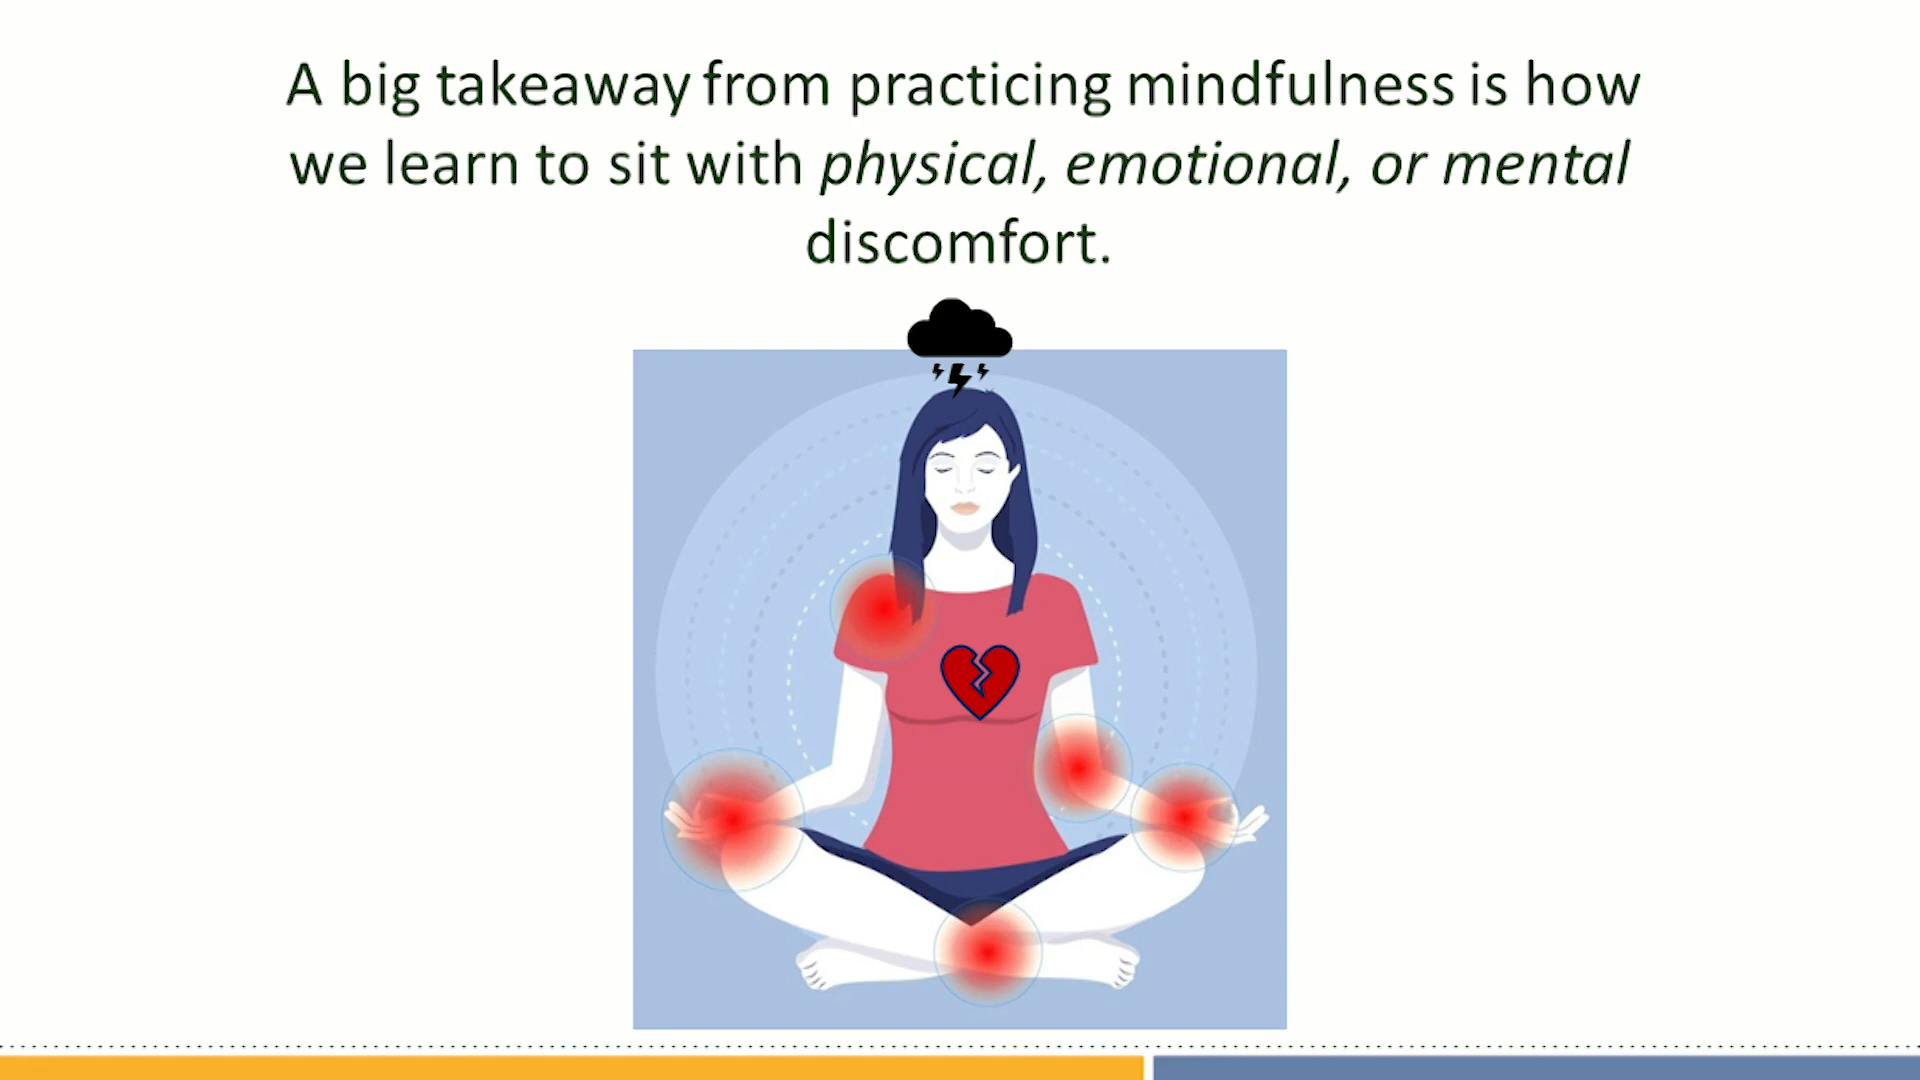 A big takeaway from practicing mindfulness is how
we learn to sit with physical, emotional, or mental
discomfort.